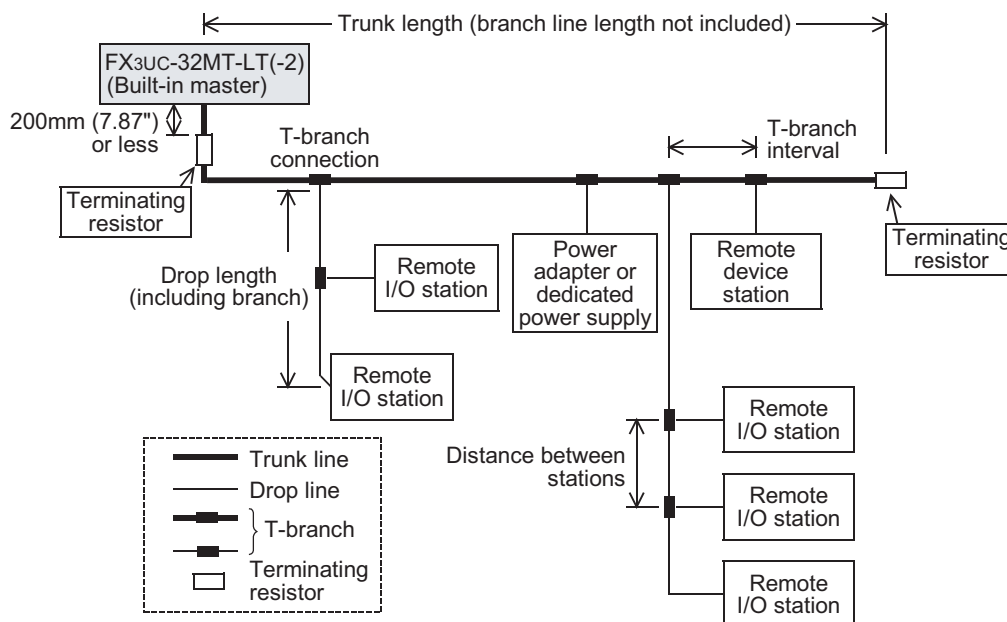 Trunk length (branch line length not included)
FX3UC-32MT-LT(-2)
(Built-in master)
200mm (7.87")
or less
T-branch
connection
T-branch
interval
Terminating
resistor
Terminating
resistor
Drop length
(including branch)
Remote
I/O station
Power
adapter or
dedicated
power supply
Remote
device
station
Remote
I/O station
Remote
I/O station
Distance between
stations
Remote
I/O station
Remote
I/O station
Trunk line
Drop line
T-branch
Terminating
resistor